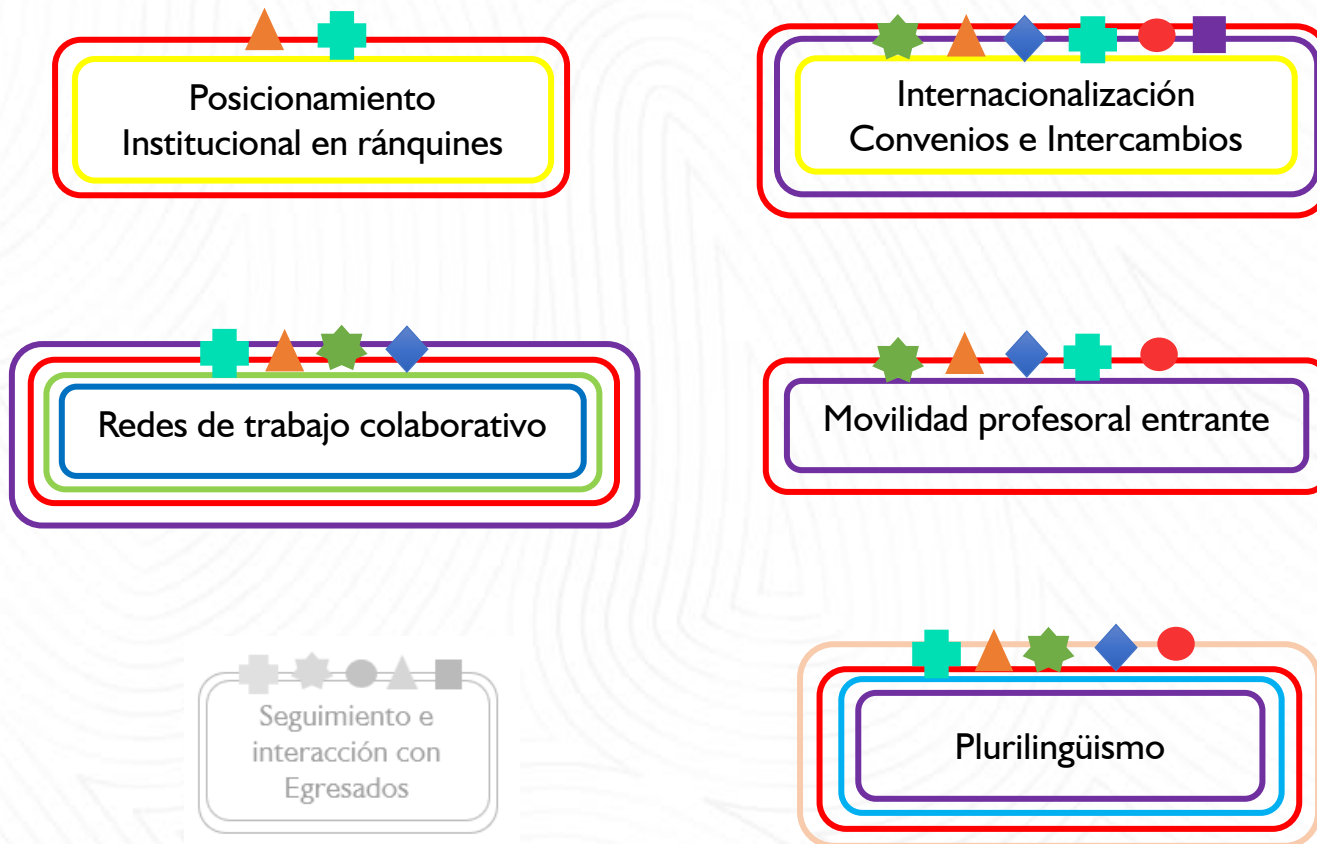 Posicionamiento
Institucional en ránquines
Internacionalización
Convenios e Intercambios
Redes de trabajo colaborativo
Movilidad profesoral entrante
Seguimiento e
interacción con
Egresados
Plurilingüismo